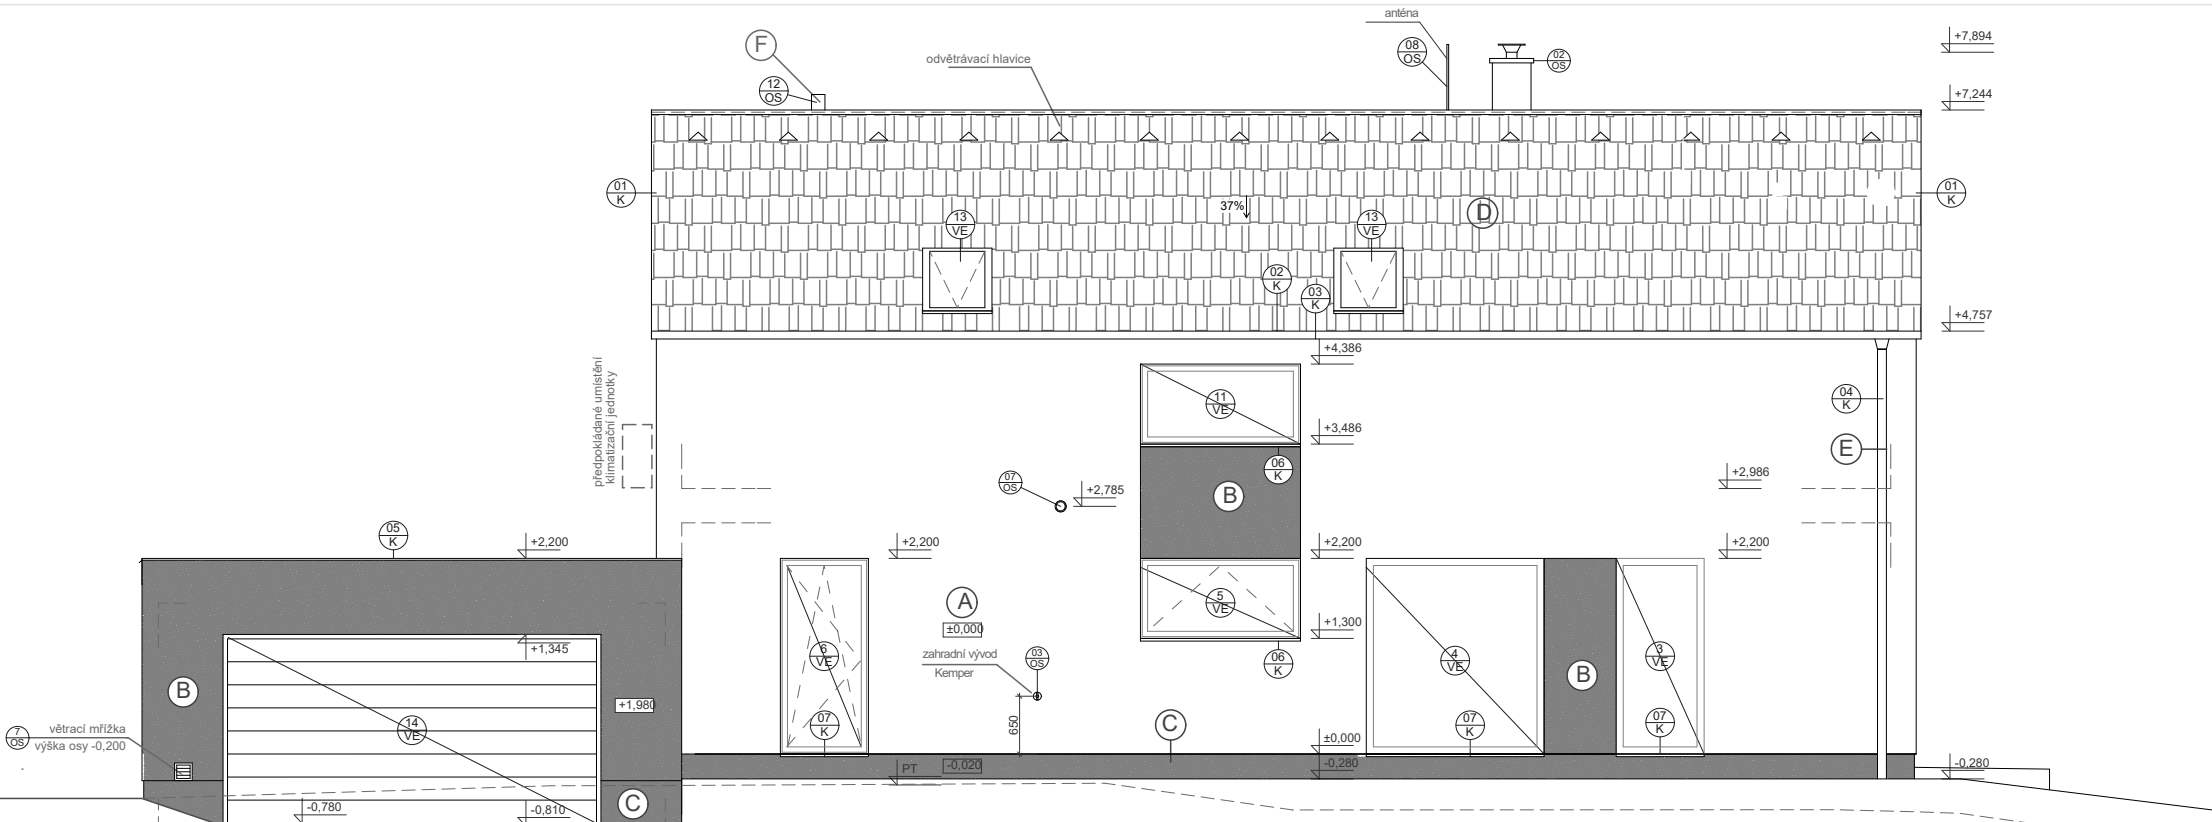 anténa
+7,894
F
08
OS
02
OS
odvětrávací hlavice
12
OS
+7,244
01
K
37%
D
01
K
13
VE
13
VE
02
K
03
K
+4,757
+4,386
předpokládané umístění
klimatizační jednotky
11
VE
04
K
+3,486
E
06
K
07
OS
+2,785
B
+2,986
05
K
+2,200
+2,200
+2,200
+2,200
A
±0,000
5
VE
+1,300
+1,345
zahradní vývod
Kemper
03
OS
6
VE
06
K
4
VE
3
VE
B
B
+1,980
650
C
07
K
07
K
07
K
14
VE
7
OS
větrací mřížka
výška osy -0,200
±0,000
PT
-0,020
-0,280
-0,280
C
-0,780
-0,810